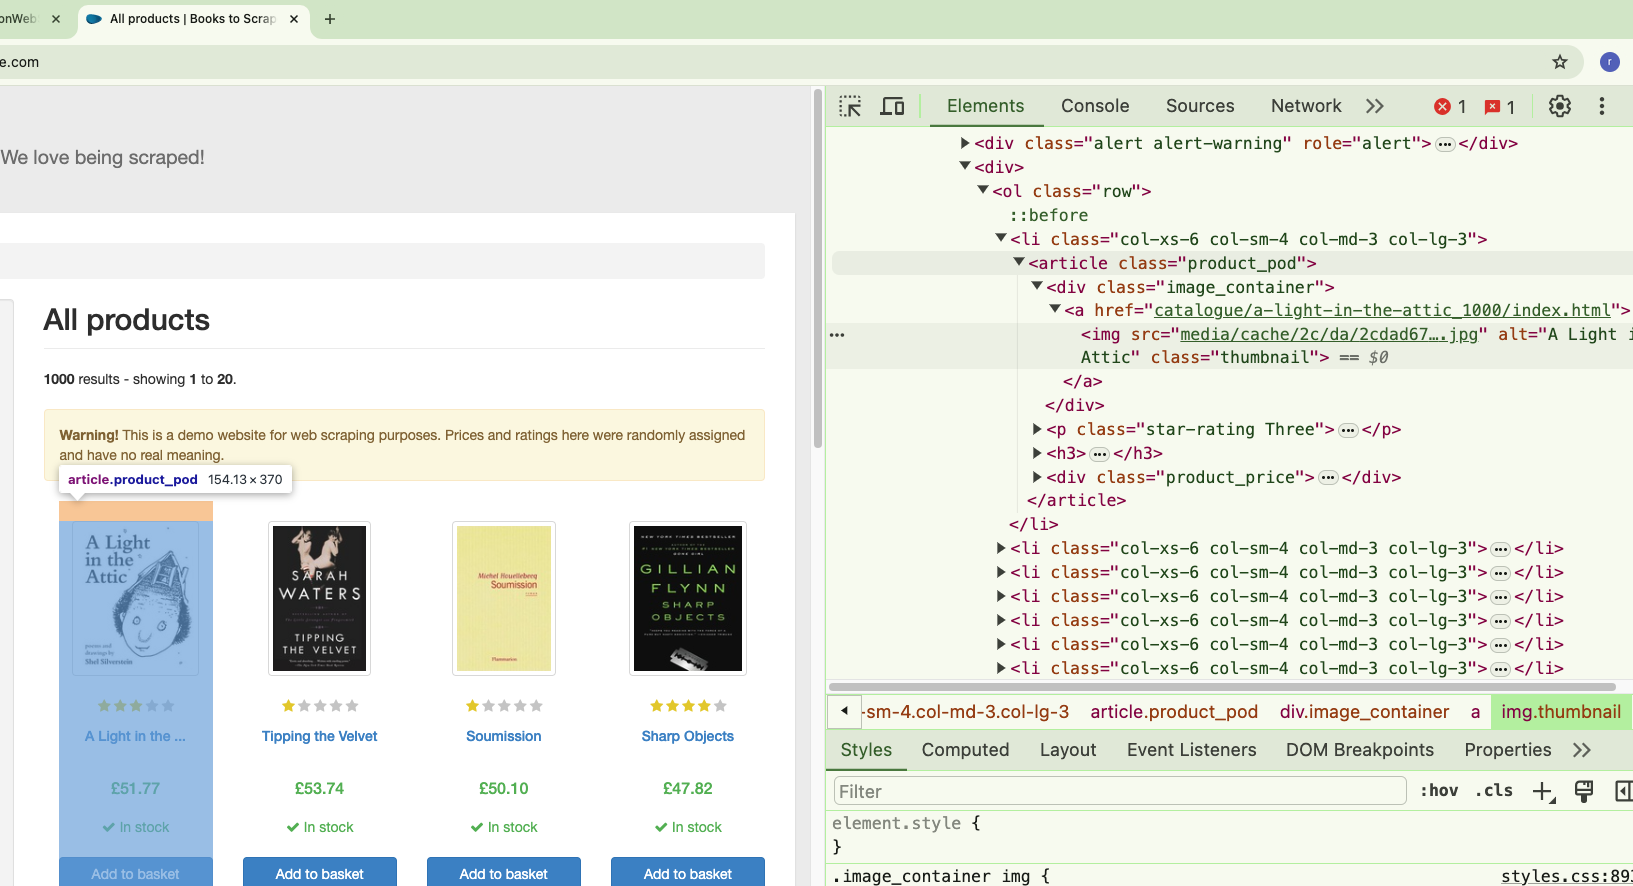 onWeb
All products | Books to Scrap
e.com
r
We love being scraped!
All products
1000 results - showing 1 to 20.
Warning! This is a demo website for web scraping purposes. Prices and ratings here were randomly assigned
and have no real meaning.
article.product_pod 154.13 × 370
A Light
in the
Attic
poems and
drawings by
Shel Silverstein
SARAH
WATERS
TIPPING
THE VELVET
Michel Houellebecq
Soumission
Flammarion
NEW YORK TIMES BESTSELLER
GONE GIRL
GILLIAN
FLYNN
SHARP
OBJECTS
A Light in the ...
Tipping the Velvet
Soumission
Sharp Objects
£51.77
£53.74
£50.10
£47.82
In stock
In stock
In stock
In stock
Add to basket
Add to basket
Add to basket
Add to basket
Elements Console Sources Network 1 1
<div class="alert alert-warning" role="alert">…</div>
<div>
<ol class="row">
::before
<li class="col-xs-6 col-sm-4 col-md-3 col-lg-3">
<article class="product_pod">
<div class="image_container">
<a href="catalogue/a-light-in-the-attic_1000/index.html">
… <img src="media/cache/2c/da/2cdad67….jpg" alt="A Light i
Attic" class="thumbnail"> == $0
</a>
</div>
<p class="star-rating Three">…</p>
<h3>…</h3>
<div class="product_price">…</div>
</article>
</li>
<li class="col-xs-6 col-sm-4 col-md-3 col-lg-3">…</li>
<li class="col-xs-6 col-sm-4 col-md-3 col-lg-3">…</li>
<li class="col-xs-6 col-sm-4 col-md-3 col-lg-3">…</li>
<li class="col-xs-6 col-sm-4 col-md-3 col-lg-3">…</li>
<li class="col-xs-6 col-sm-4 col-md-3 col-lg-3">…</li>
<li class="col-xs-6 col-sm-4 col-md-3 col-lg-3">…</li>
-sm-4.col-md-3.col-lg-3 article.product_pod div.image_container a img.thumbnail
Styles Computed Layout Event Listeners DOM Breakpoints Properties
Filter :hov .cls
element.style {
}
.image_container img { styles.css:893